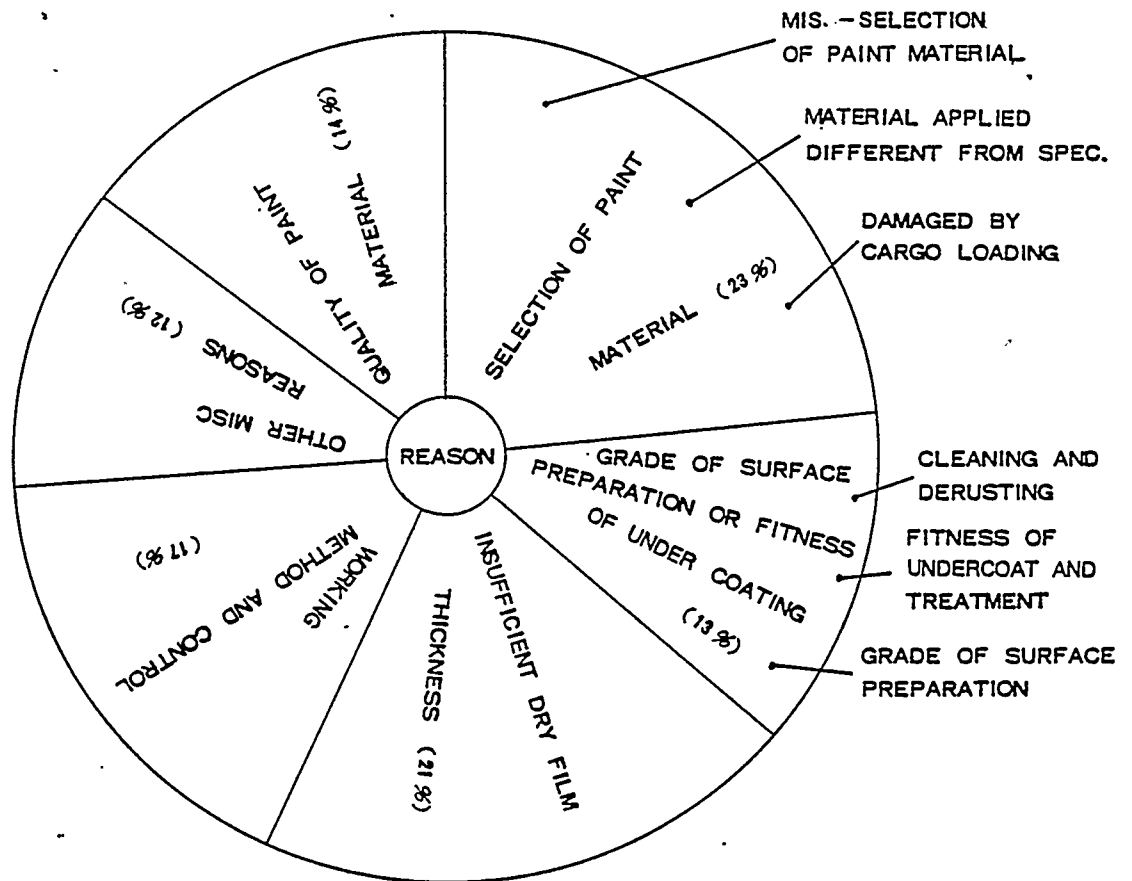 MIS.-SELECTION
OF PAINT MATERIAL
MATERIAL APPLIED
DIFFERENT FROM SPEC.
DAMAGED BY
CARGO LOADING
SELECTION OF PAINT
MATERIAL (23%)
CLEANING AND
DERUSTING
FITNESS OF
UNDERCOAT AND
TREATMENT
GRADE OF SURFACE
PREPARATION
GRADE OF SURFACE
PREPARATION OR FITNESS
OF UNDER COATING
(13%)
INSUFFICIENT DRY FILM
THICKNESS (21%)
WORKING
METHOD AND CONTROL
(17%)
OTHER MISC
REASONS (12%)
QUALITY OF PAINT
MATERIAL (14%)
REASON